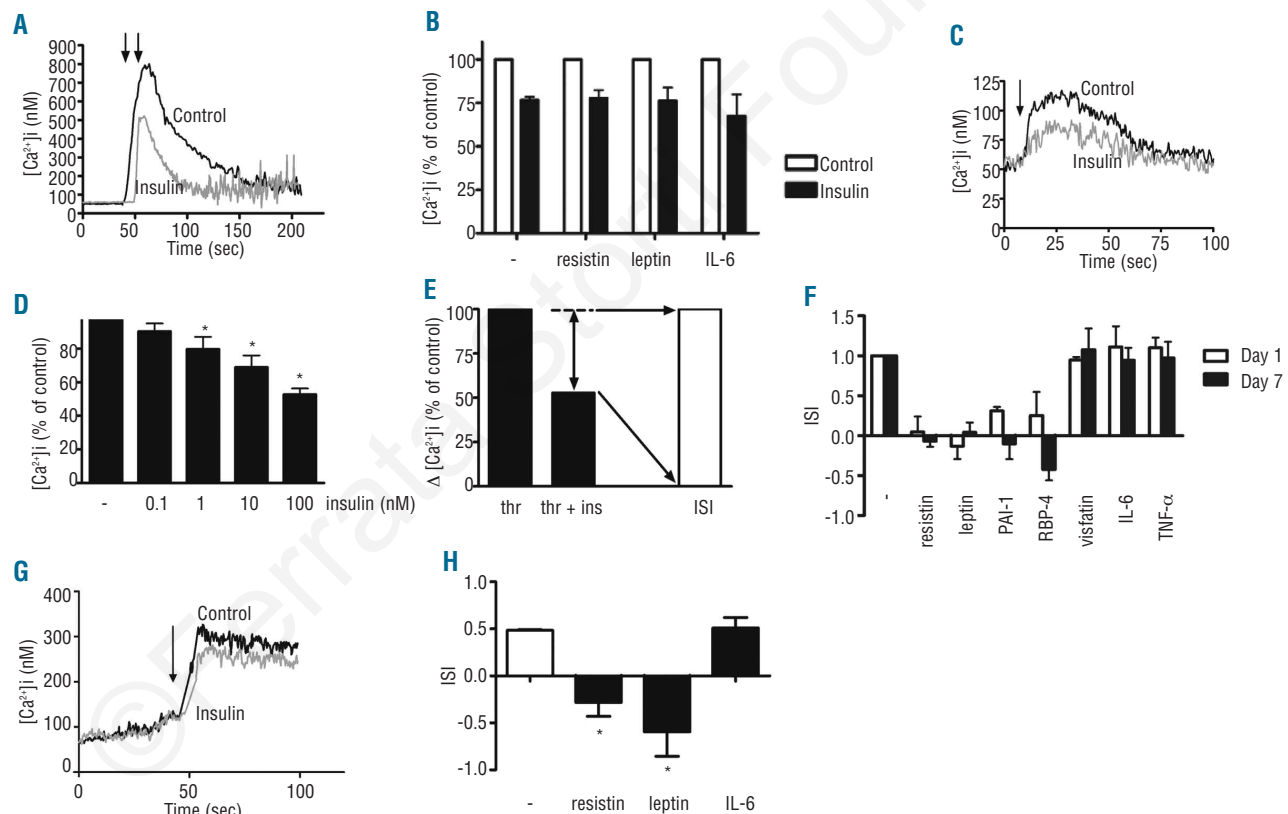 A
900
800
700
600
500
400
300
200
100
0
[Ca²⁺]i (nM)
Control
Insulin
0 50 100 150 200
Time (sec)
B
100
75
50
25
0
[Ca²⁺]i (% of control)
- resistin leptin IL-6
Control
Insulin
C
125
100
75
50
25
0
[Ca²⁺]i (nM)
Control
Insulin
0 25 50 75 100
Time (sec)
D
80
60
40
20
0
[Ca²⁺]i (% of control)
* * *
- 0.1 1 10 100 insulin (nM)
E
100
75
50
25
0
Δ [Ca²⁺]i (% of control)
thr thr + ins ISI
F
1.5
1.0
0.5
0.0
-0.5
-1.0
ISI
- resistin leptin PAI-1 RBP-4 visfatin IL-6 TNF-α
Day 1
Day 7
G
400
300
200
100
0
[Ca²⁺]i (nM)
Control
Insulin
0 50 100
Time (sec)
H
1.0
0.5
0.0
-0.5
-1.0
ISI
* *
- resistin leptin IL-6
©Ferrata Storti Foun